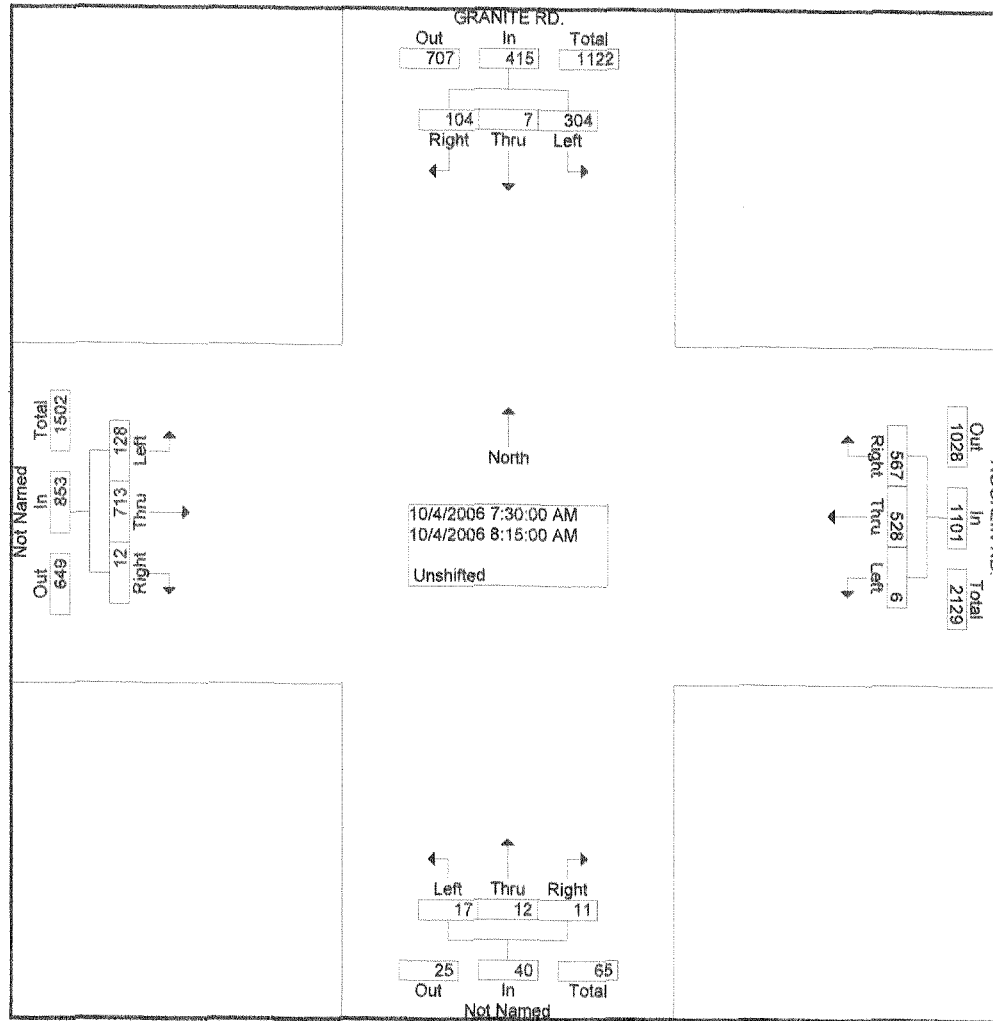 GRANITE RD.
Out In Total
707 415 1122
104 7 304
Right Thru Left
Total In Out
1502 853 649
Not Named
128 713 12
Left Thru Right
North
10/4/2006 7:30:00 AM
10/4/2006 8:15:00 AM
Unshifted
Right Thru Left
567 528 6
Out In Total
1028 1101 2129
Left Thru Right
17 12 11
25 40 65
Out In Total
Not Named